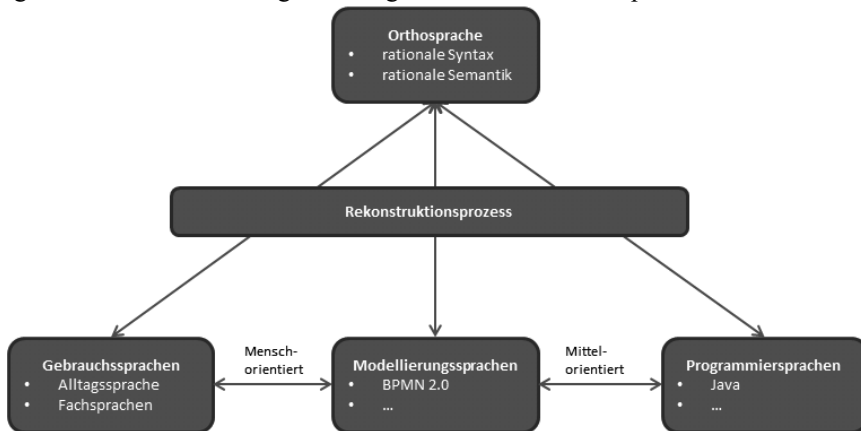 Orthosprache
• rationale Syntax
• rationale Semantik
Rekonstruktionsprozess
Gebrauchssprachen
• Alltagssprache
• Fachsprachen
Mensch-
orientiert
Modellierungssprachen
• BPMN 2.0
• ...
Mittel-
orientiert
Programmiersprachen
• Java
• ...